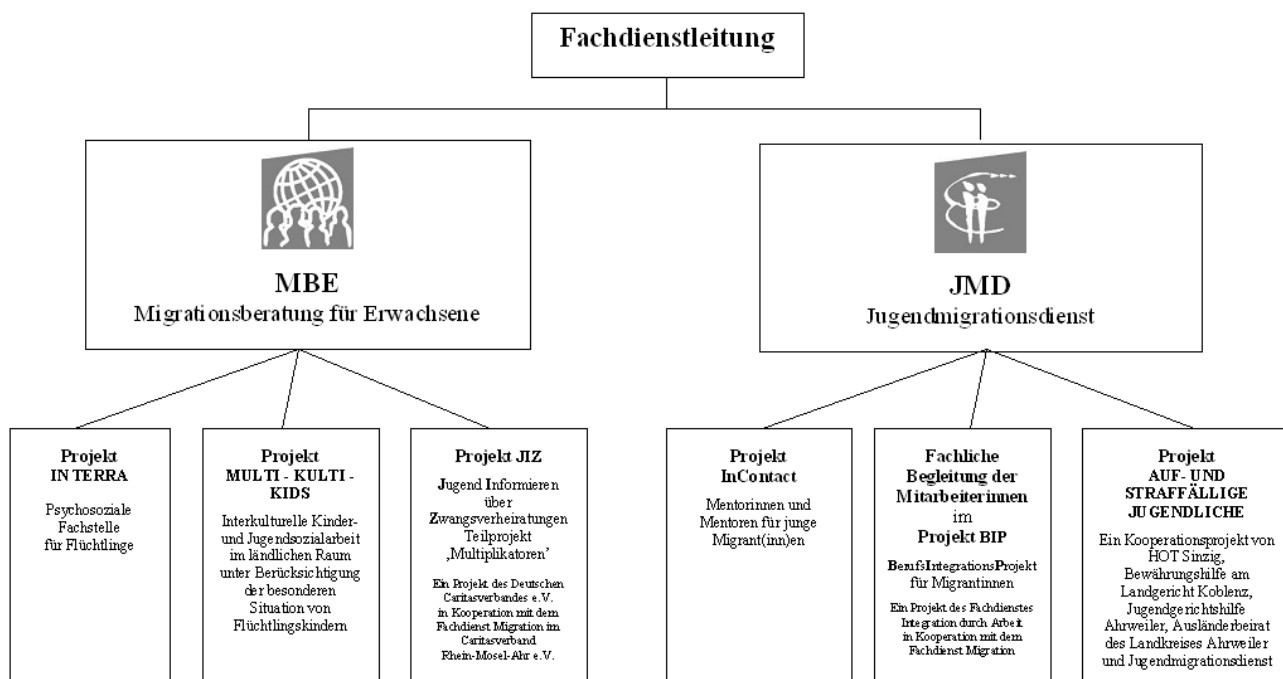 Fachdienstleitung
MBE
Migrationsberatung für Erwachsene
JMD
Jugendmigrationsdienst
Projekt
IN TERRA
Psychosoziale
Fachstelle
für Flüchtlinge
Projekt
MULTI - KULTI -
KIDS
Interkulturelle Kinder-
und Jugendsozialarbeit
im ländlichen Raum
unter Berücksichtigung
der besonderen
Situation von
Flüchtlingskindern
Projekt JIZ
Jugend Informieren
über
Zwangsverheiratungen
Teilprojekt
‚Multiplikatoren'
Ein Projekt des Deutschen
Caritasverbandes e.V.
in Kooperation mit dem
Fachdienst Migration im
Caritasverband
Rhein-Mosel-Ahr e.V.
Projekt
InContact
Mentorinnen und
Mentoren für junge
Migrant(inn)en
Fachliche
Begleitung der
Mitarbeiterinnen
im
Projekt BIP
BerufsIntegrationsProjekt
für Migrantinnen
Ein Projekt des Fachdienstes
Integration durch Arbeit
in Kooperation mit dem
Fachdienst Migration
Projekt
AUF- UND
STRAFFÄLLIGE
JUGENDLICHE
Ein Kooperationsprojekt von
HOT Sinzig,
Bewährungshilfe am
Landgericht Koblenz,
Jugendgerichtshilfe
Ahrweiler, Ausländerbeirat
des Landkreises Ahrweiler
und Jugendmigrationsdienst